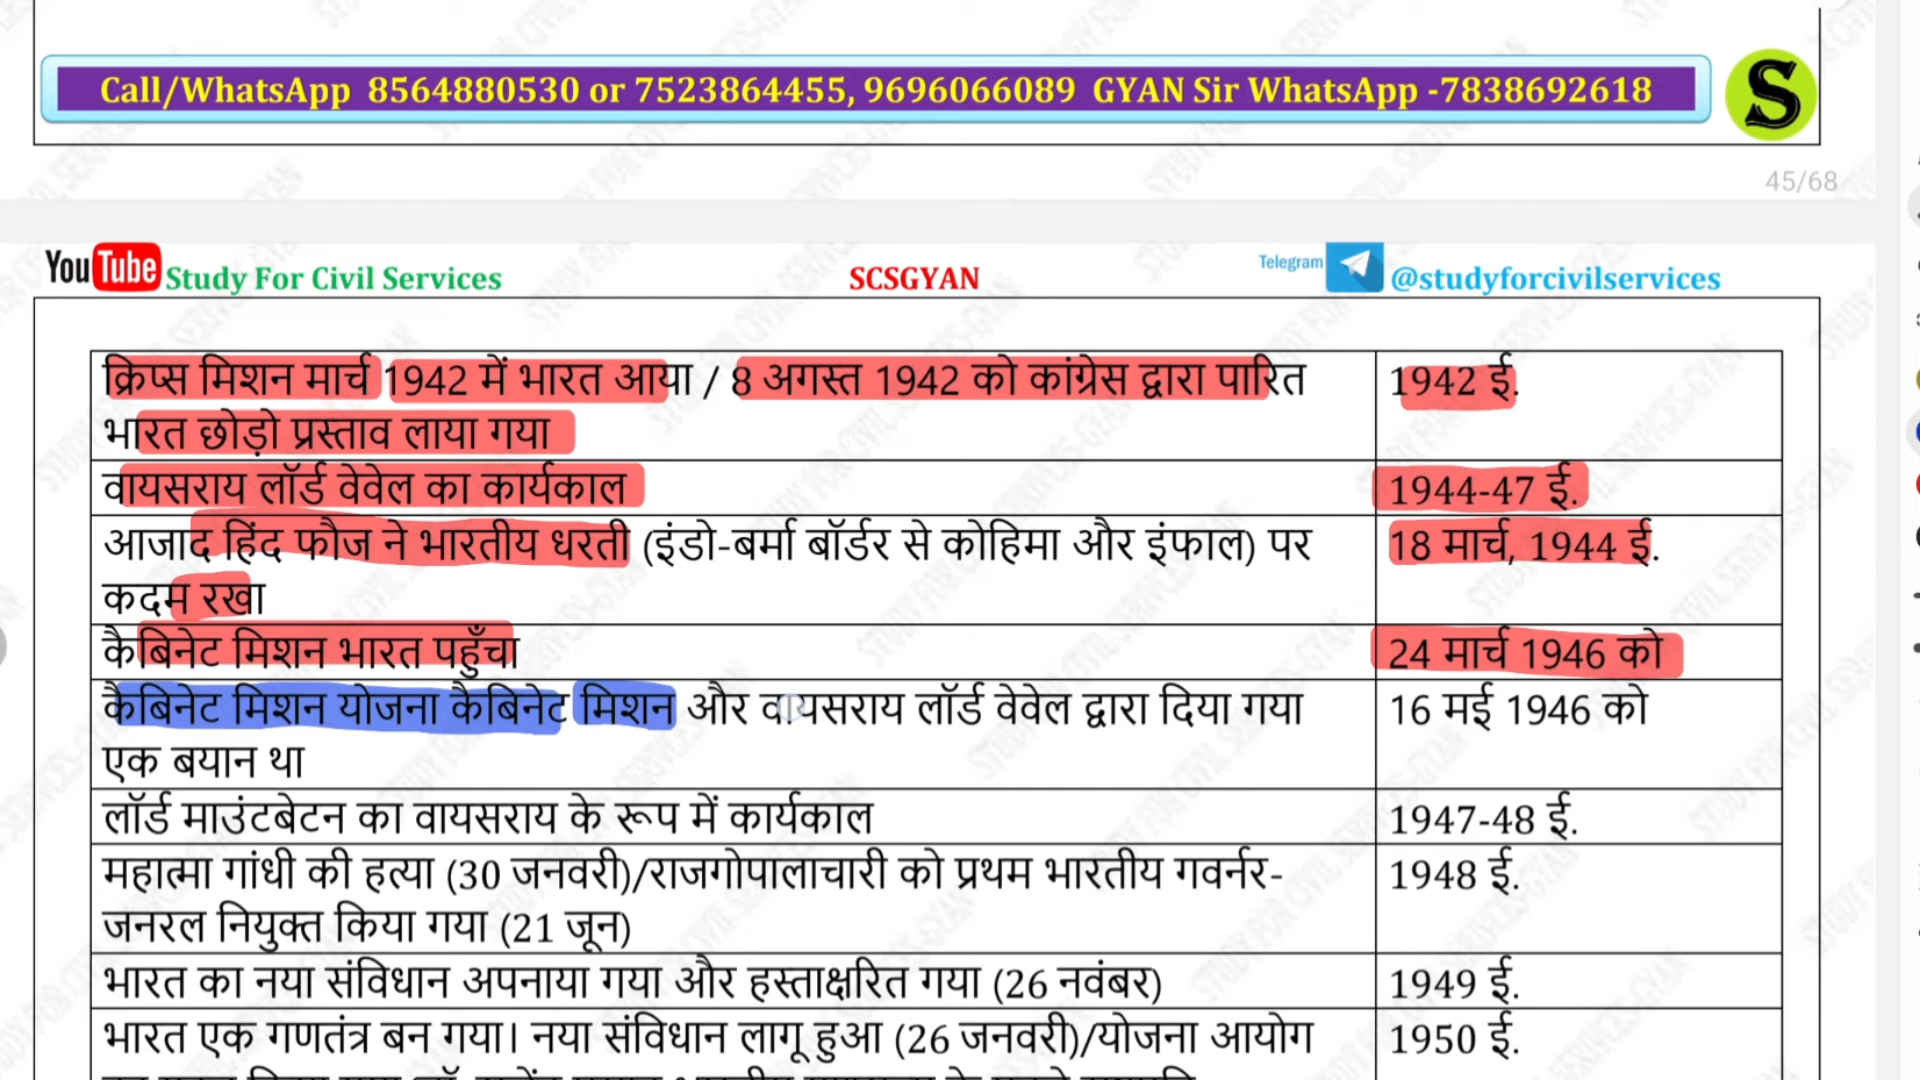 Call/WhatsApp 8564880530 or 7523864455, 9696066089 GYAN Sir WhatsApp -7838692618
S
45/68
YouTube Study For Civil Services SCSGYAN Telegram @studyforcivilservices
क्रिप्स मिशन मार्च 1942 में भारत आया / 8 अगस्त 1942 को कांग्रेस द्वारा पारित 1942 ई.
भारत छोड़ो प्रस्ताव लाया गया
वायसराय लॉर्ड वेवेल का कार्यकाल 1944-47 ई.
आजाद हिंद फौज ने भारतीय धरती (इंडो-बर्मा बॉर्डर से कोहिमा और इंफाल) पर 18 मार्च, 1944 ई.
कदम रखा
कैबिनेट मिशन भारत पहुँचा 24 मार्च 1946 को
कैबिनेट मिशन योजना कैबिनेट मिशन और वायसराय लॉर्ड वेवेल द्वारा दिया गया 16 मई 1946 को
एक बयान था
लॉर्ड माउंटबेटन का वायसराय के रूप में कार्यकाल 1947-48 ई.
महात्मा गांधी की हत्या (30 जनवरी)/राजगोपालाचारी को प्रथम भारतीय गवर्नर- 1948 ई.
जनरल नियुक्त किया गया (21 जून)
भारत का नया संविधान अपनाया गया और हस्ताक्षरित गया (26 नवंबर) 1949 ई.
भारत एक गणतंत्र बन गया। नया संविधान लागू हुआ (26 जनवरी)/योजना आयोग 1950 ई.